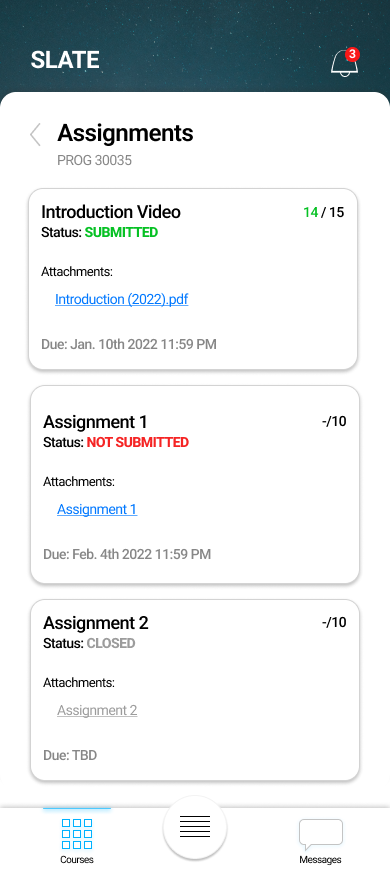 SLATE
3
Assignments
PROG 30035
Introduction Video
14 / 15
Status: SUBMITTED
Attachments:
Introduction (2022).pdf
Due: Jan. 10th 2022 11:59 PM
Assignment 1
-/10
Status: NOT SUBMITTED
Attachments:
Assignment 1
Due: Feb. 4th 2022 11:59 PM
Assignment 2
-/10
Status: CLOSED
Attachments:
Assignment 2
Due: TBD
Courses
Messages